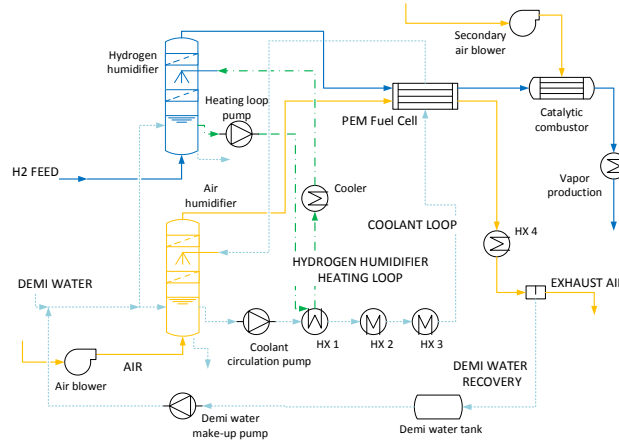 Secondary
air blower
Hydrogen
humidifier
Heating loop
pump
PEM Fuel Cell
Catalytic
combustor
H2 FEED
Air
humidifier
Cooler
Vapor
production
COOLANT LOOP
HX 4
HYDROGEN HUMIDIFIER
HEATING LOOP
DEMI WATER
EXHAUST AIR
Coolant
circulation pump
HX 1
HX 2
HX 3
AIR
Air blower
DEMI WATER
RECOVERY
Demi water
make-up pump
Demi water tank